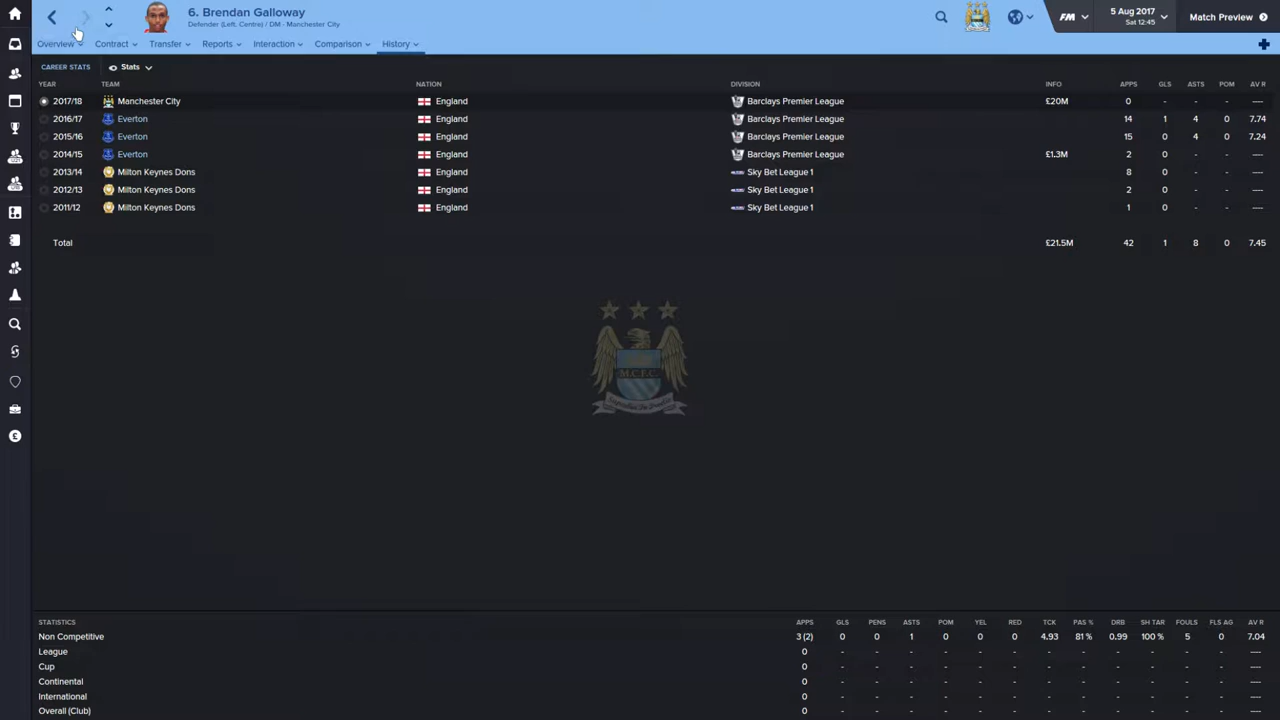 6. Brendan Galloway
Defender (Left, Centre) / DM - Manchester City
FM
5 Aug 2017
Sat 12:45
Match Preview
Overview Contract Transfer Reports Interaction Comparison History
CAREER STATS Stats
YEAR TEAM NATION DIVISION INFO APPS GLS ASTS POM AV R
2017/18 Manchester City England Barclays Premier League £20M 0 - - - ----
2016/17 Everton England Barclays Premier League 14 1 4 0 7.74
2015/16 Everton England Barclays Premier League 15 0 4 0 7.24
2014/15 Everton England Barclays Premier League £1.3M 2 0 - - ----
2013/14 Milton Keynes Dons England Sky Bet League 1 8 0 - - ----
2012/13 Milton Keynes Dons England Sky Bet League 1 2 0 - - ----
2011/12 Milton Keynes Dons England Sky Bet League 1 1 0 - - ----
Total £21.5M 42 1 8 0 7.45
M.C.F.C.
STATISTICS APPS GLS PENS ASTS POM YEL RED TCK PAS % DRB SH TAR FOULS FLS AG AV R
Non Competitive 3 (2) 0 0 1 0 0 0 4.93 81 % 0.99 100 % 5 0 7.04
League 0 - - - - - - - - - - - - ----
Cup 0 - - - - - - - - - - - - ----
Continental 0 - - - - - - - - - - - - ----
International 0 - - - - - - - - - - - - ----
Overall (Club) 0 - - - - - - - - - - - - ----